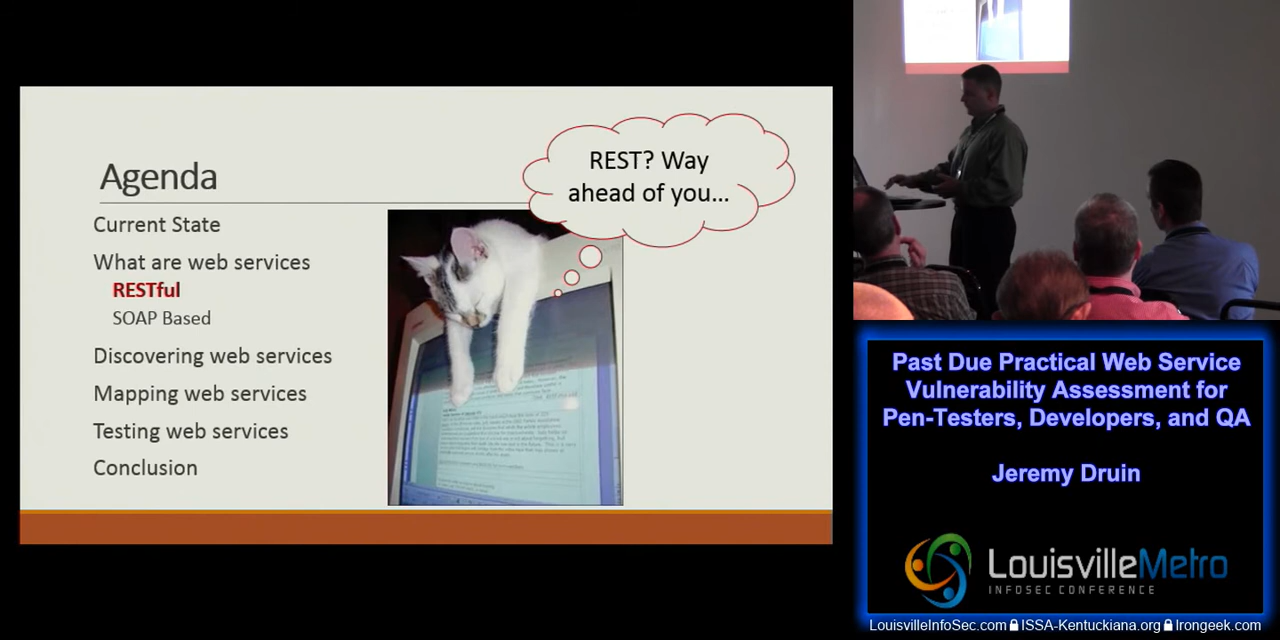 Agenda
Current State
What are web services
RESTful
SOAP Based
Discovering web services
Mapping web services
Testing web services
Conclusion
REST? Way
ahead of you...
Past Due Practical Web Service
Vulnerability Assessment for
Pen-Testers, Developers, and QA
Jeremy Druin
LouisvilleMetro
INFOSEC CONFERENCE
LouisvilleInfoSec.com ISSA-Kentuckiana.org Irongeek.com